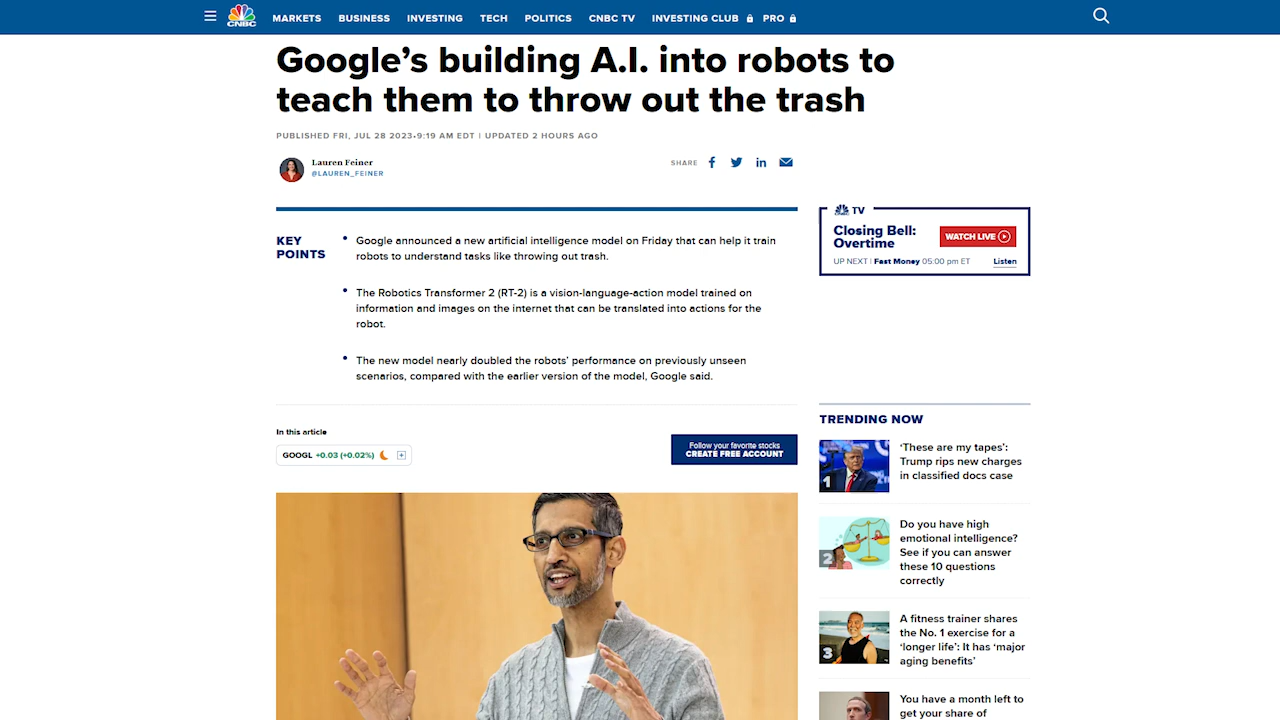 CNBC
MARKETS BUSINESS INVESTING TECH POLITICS CNBC TV INVESTING CLUB PRO
Google’s building A.I. into robots to
teach them to throw out the trash
PUBLISHED FRI, JUL 28 2023•9:19 AM EDT | UPDATED 2 HOURS AGO
Lauren Feiner
@LAUREN_FEINER
SHARE
KEY
POINTS
Google announced a new artificial intelligence model on Friday that can help it train
robots to understand tasks like throwing out trash.
The Robotics Transformer 2 (RT-2) is a vision-language-action model trained on
information and images on the internet that can be translated into actions for the
robot.
The new model nearly doubled the robots’ performance on previously unseen
scenarios, compared with the earlier version of the model, Google said.
In this article
GOOGL +0.03 (+0.02%)
Follow your favorite stocks
CREATE FREE ACCOUNT
TV
Closing Bell:
Overtime
WATCH LIVE
UP NEXT | Fast Money 05:00 pm ET
Listen
TRENDING NOW
1
‘These are my tapes’:
Trump rips new charges
in classified docs case
2
Do you have high
emotional intelligence?
See if you can answer
these 10 questions
correctly
3
A fitness trainer shares
the No. 1 exercise for a
‘longer life’: It has ‘major
aging benefits’
You have a month left to
get your share of